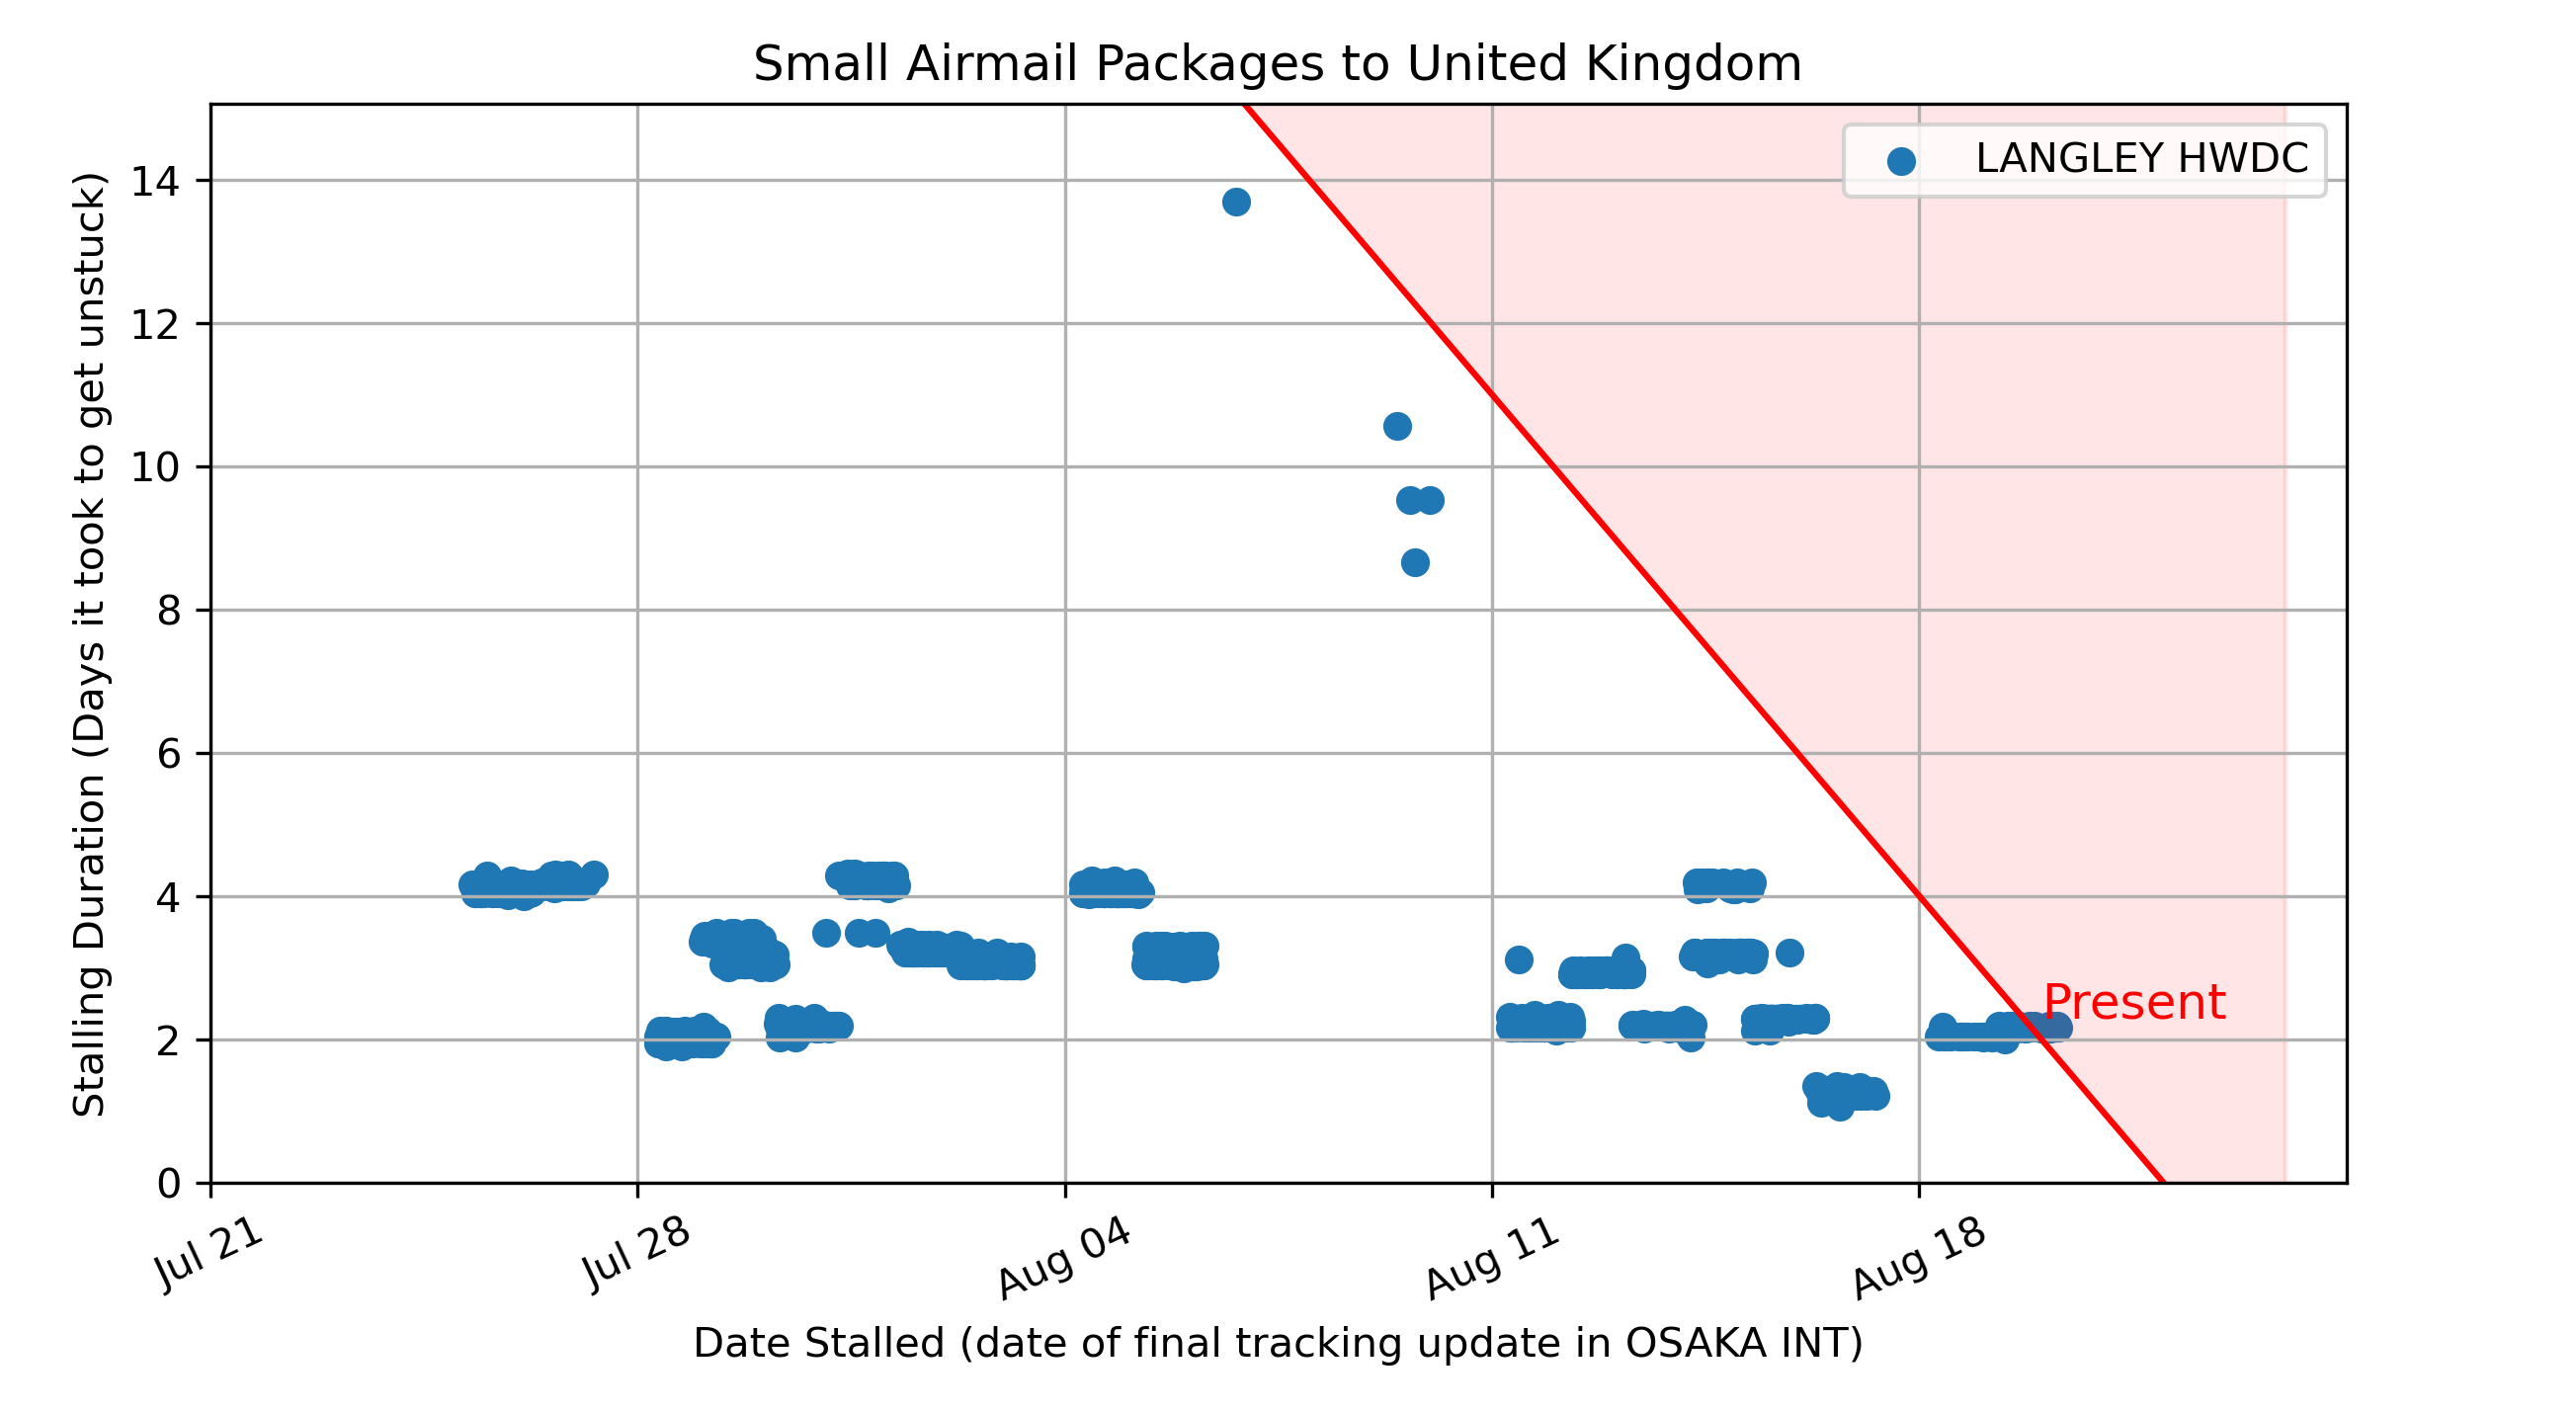 Small Airmail Packages to United Kingdom
LANGLEY HWDC
Stalling Duration (Days it took to get unstuck)
14
12
10
8
6
4
2
0
Present
Jul 21
Jul 28
Aug 04
Aug 11
Aug 18
Date Stalled (date of final tracking update in OSAKA INT)